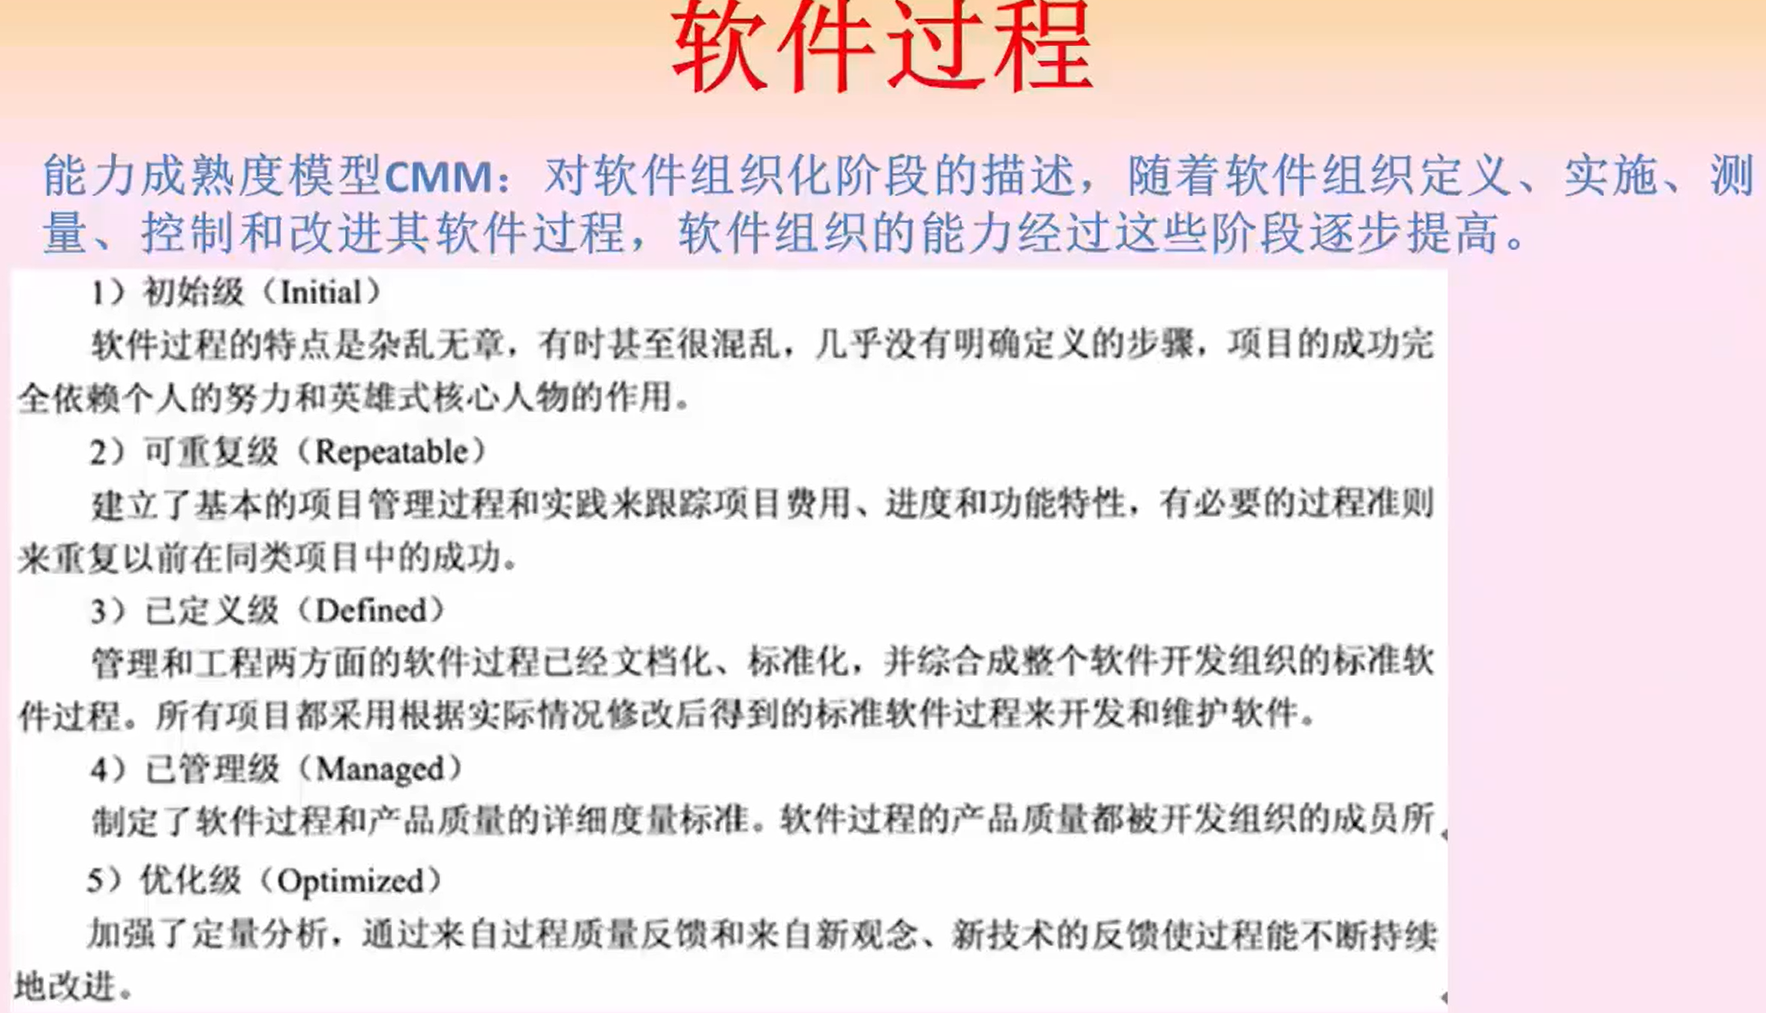 软件过程
能力成熟度模型CMM：对软件组织化阶段的描述，随着软件组织定义、实施、测
量、控制和改进其软件过程，软件组织的能力经过这些阶段逐步提高。
1）初始级（Initial）
软件过程的特点是杂乱无章，有时甚至很混乱，几乎没有明确定义的步骤，项目的成功完
全依赖个人的努力和英雄式核心人物的作用。
2）可重复级（Repeatable）
建立了基本的项目管理过程和实践来跟踪项目费用、进度和功能特性，有必要的过程准则
来重复以前在同类项目中的成功。
3）已定义级（Defined）
管理和工程两方面的软件过程已经文档化、标准化，并综合成整个软件开发组织的标准软
件过程。所有项目都采用根据实际情况修改后得到的标准软件过程来开发和维护软件。
4）已管理级（Managed）
制定了软件过程和产品质量的详细度量标准。软件过程的产品质量都被开发组织的成员所
5）优化级（Optimized）
加强了定量分析，通过来自过程质量反馈和来自新观念、新技术的反馈使过程能不断持续
地改进。